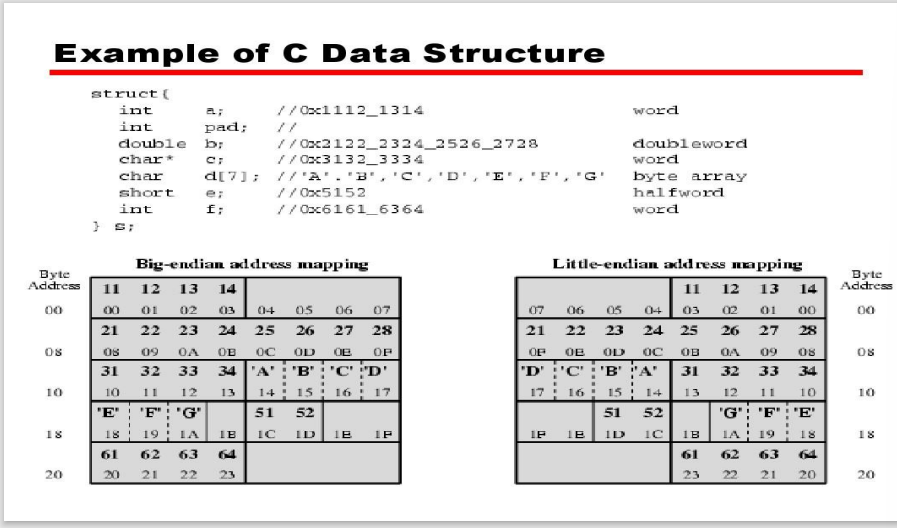 Example of C Data Structure
struct{
int a; //0x1112_1314 word
int pad; //
double b; //0x2122_2324_2526_2728 doubleword
char* c; //0x3132_3334 word
char d[7]; //'A'.'B','C','D','E','F','G' byte array
short e; //0x5152 halfword
int f; //0x6161_6364 word
} s;
Big-endian address mapping
Byte
Address
11 12 13 14
00 00 01 02 03 04 05 06 07
21 22 23 24 25 26 27 28
08 08 09 0A 0B 0C 0D 0E 0F
31 32 33 34 'A' 'B' 'C' 'D'
10 10 11 12 13 14 15 16 17
'E' 'F' 'G' 51 52
18 18 19 1A 1B 1C 1D 1E 1F
61 62 63 64
20 20 21 22 23
Little-endian address mapping
Byte
Address
11 12 13 14
07 06 05 04 03 02 01 00 00
21 22 23 24 25 26 27 28
0F 0E 0D 0C 0B 0A 09 08 08
'D' 'C' 'B' 'A' 31 32 33 34
17 16 15 14 13 12 11 10 10
51 52 'G' 'F' 'E'
1F 1E 1D 1C 1B 1A 19 18 18
61 62 63 64
23 22 21 20 20